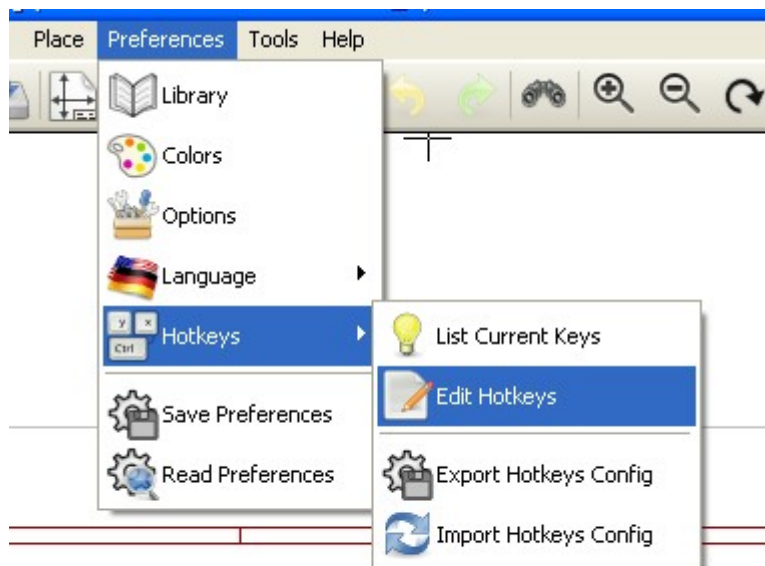 Place Preferences Tools Help
Library
Colors
Options
Language
y x
Ctrl
Hotkeys
List Current Keys
Edit Hotkeys
Save Preferences
Read Preferences
Export Hotkeys Config
Import Hotkeys Config